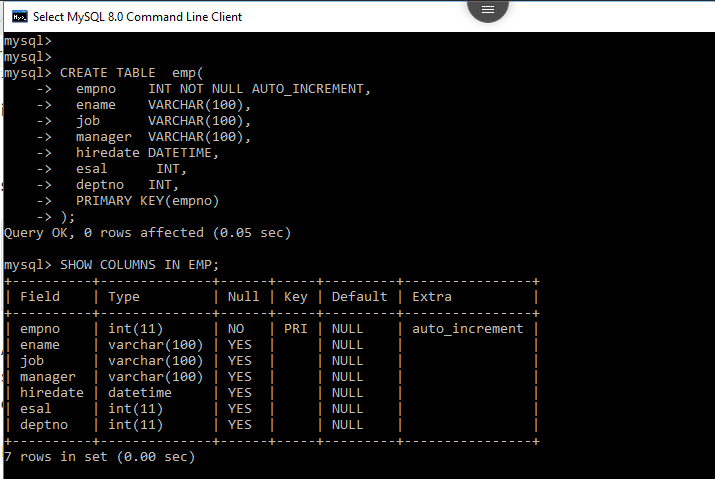 Select MySQL 8.0 Command Line Client
mysql>
mysql>
mysql> CREATE TABLE  emp(
    ->   empno    INT NOT NULL AUTO_INCREMENT,
    ->   ename    VARCHAR(100),
    ->   job      VARCHAR(100),
    ->   manager  VARCHAR(100),
    ->   hiredate DATETIME,
    ->   esal      INT,
    ->   deptno   INT,
    ->   PRIMARY KEY(empno)
    -> );
Query OK, 0 rows affected (0.05 sec)
mysql> SHOW COLUMNS IN EMP;
+----------+--------------+------+-----+---------+----------------+
| Field    | Type         | Null | Key | Default | Extra          |
+----------+--------------+------+-----+---------+----------------+
| empno    | int(11)      | NO   | PRI | NULL    | auto_increment |
| ename    | varchar(100) | YES  |     | NULL    |                |
| job      | varchar(100) | YES  |     | NULL    |                |
| manager  | varchar(100) | YES  |     | NULL    |                |
| hiredate | datetime     | YES  |     | NULL    |                |
| esal     | int(11)      | YES  |     | NULL    |                |
| deptno   | int(11)      | YES  |     | NULL    |                |
+----------+--------------+------+-----+---------+----------------+
7 rows in set (0.00 sec)